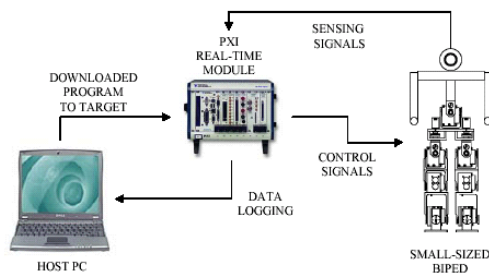 SENSING
SIGNALS
PXI
REAL-TIME
MODULE
DOWNLOADED
PROGRAM
TO TARGET
CONTROL
SIGNALS
DATA
LOGGING
HOST PC
SMALL-SIZED
BIPED